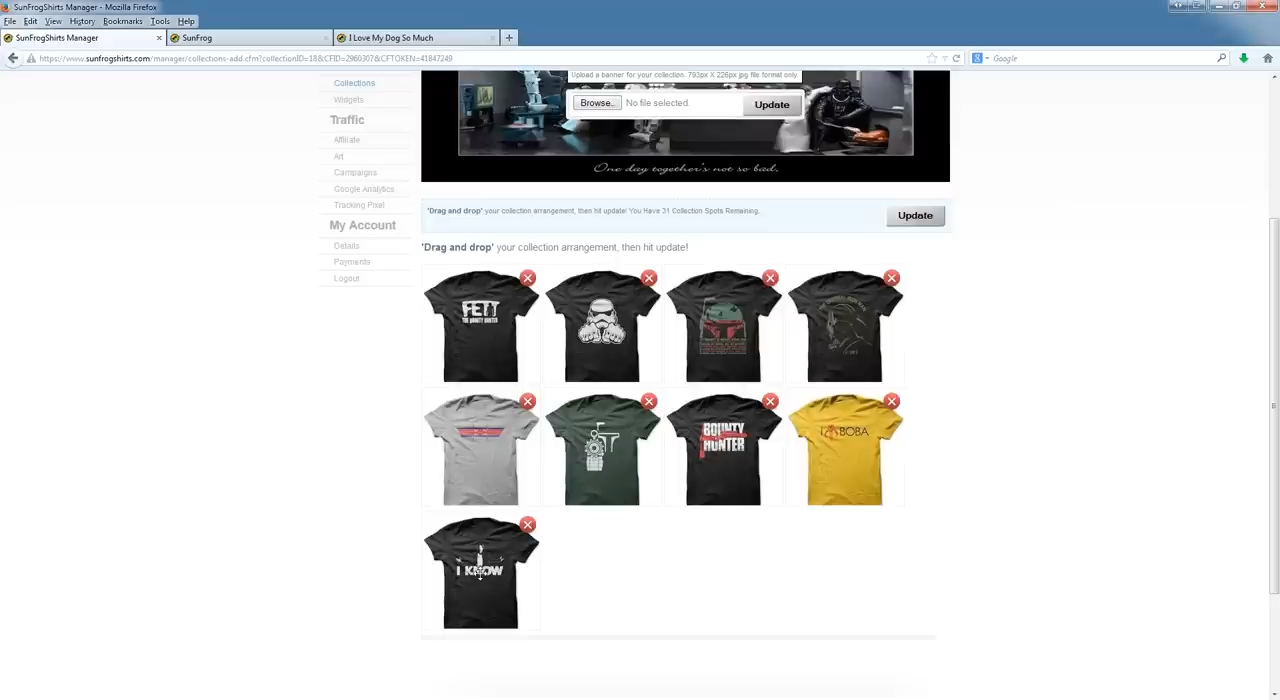 SunFrogShirts Manager - Mozilla Firefox
File Edit View History Bookmarks Tools Help
SunFrogShirts Manager
SunFrog
I Love My Dog So Much
https://www.sunfrogshirts.com/manager/collections-add.cfm?collectionID=18&CFID=2960307&CFTOKEN=41847249
Google
Collections
Widgets
Traffic
Affiliate
Art
Campaigns
Google Analytics
Tracking Pixel
My Account
Details
Payments
Logout
Upload a banner for your collection. 793px X 226px jpg file format only.
Browse... No file selected. Update
One day together's not so bad.
'Drag and drop' your collection arrangement, then hit update! You Have 31 Collection Spots Remaining.
Update
'Drag and drop' your collection arrangement, then hit update!
FETT
THE BOUNTY HUNTER
BOUNTY
HUNTER
I BOBA
I KNOW